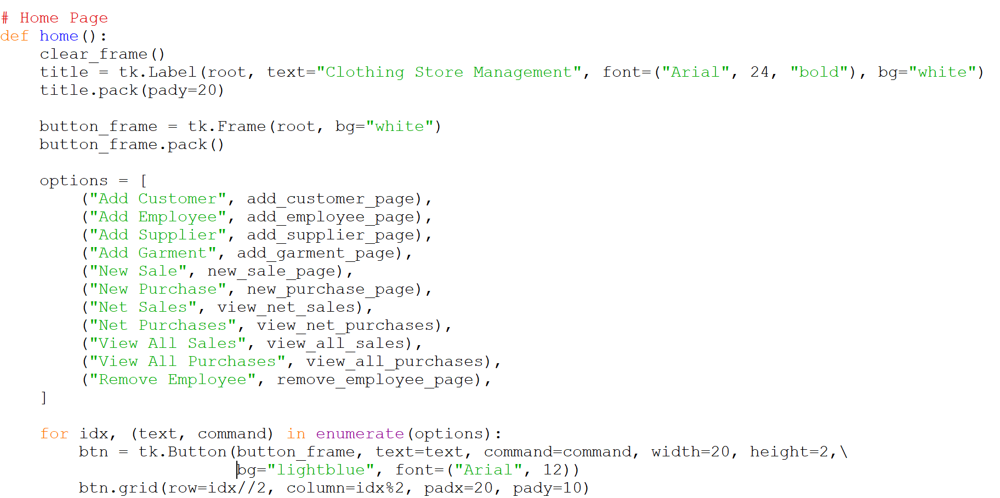 # Home Page
def home():
    clear_frame()
    title = tk.Label(root, text="Clothing Store Management", font=("Arial", 24, "bold"), bg="white")
    title.pack(pady=20)

    button_frame = tk.Frame(root, bg="white")
    button_frame.pack()

    options = [
        ("Add Customer", add_customer_page),
        ("Add Employee", add_employee_page),
        ("Add Supplier", add_supplier_page),
        ("Add Garment", add_garment_page),
        ("New Sale", new_sale_page),
        ("New Purchase", new_purchase_page),
        ("Net Sales", view_net_sales),
        ("Net Purchases", view_net_purchases),
        ("View All Sales", view_all_sales),
        ("View All Purchases", view_all_purchases),
        ("Remove Employee", remove_employee_page),
    ]

    for idx, (text, command) in enumerate(options):
        btn = tk.Button(button_frame, text=text, command=command, width=20, height=2,\
                        bg="lightblue", font=("Arial", 12))
        btn.grid(row=idx//2, column=idx%2, padx=20, pady=10)